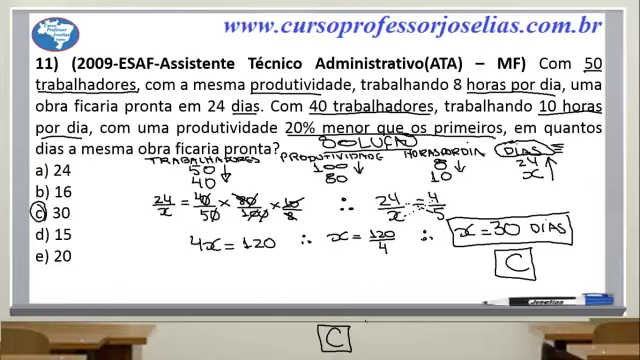 www.cursoprofessorjoselias.com.br
Curso
Professor
Joselias
11) (2009-ESAF-Assistente Técnico Administrativo(ATA) – MF) Com 50
trabalhadores, com a mesma produtividade, trabalhando 8 horas por dia, uma
obra ficaria pronta em 24 dias. Com 40 trabalhadores, trabalhando 10 horas
por dia, com uma produtividade 20% menor que os primeiros, em quantos
dias a mesma obra ficaria pronta?
SOLUÇÃO
TRABALHADORES PRODUTIVIDADE HORAS POR DIA DIAS
50 ↓ 100 ↓ 8 ↓ 24 ↑
40 80 10 x
a) 24
b) 16
c) 30
d) 15
e) 20
24/x = 40/50 × 80/100 × 10/8 ∴ 24/x = 4/5
4x = 120 ∴ x = 120/4 ∴ x = 30 DIAS
C
Joselias
C